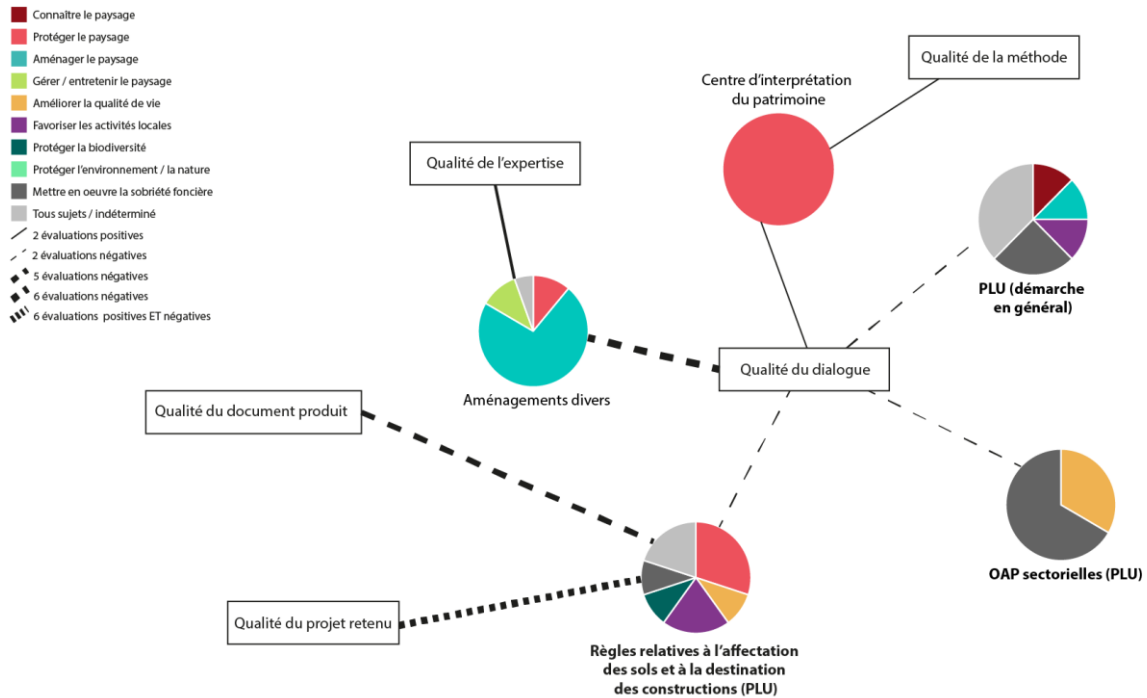 Connaître le paysage
Protéger le paysage
Aménager le paysage
Gérer / entretenir le paysage
Améliorer la qualité de vie
Favoriser les activités locales
Protéger la biodiversité
Protéger l'environnement / la nature
Mettre en oeuvre la sobriété foncière
Tous sujets / indéterminé
2 évaluations positives
2 évaluations négatives
5 évaluations négatives
6 évaluations négatives
6 évaluations positives ET négatives
Qualité de la méthode
Centre d'interprétation
du patrimoine
Qualité de l'expertise
PLU (démarche
en général)
Qualité du dialogue
Aménagements divers
Qualité du document produit
OAP sectorielles (PLU)
Qualité du projet retenu
Règles relatives à l'affectation
des sols et à la destination
des constructions (PLU)